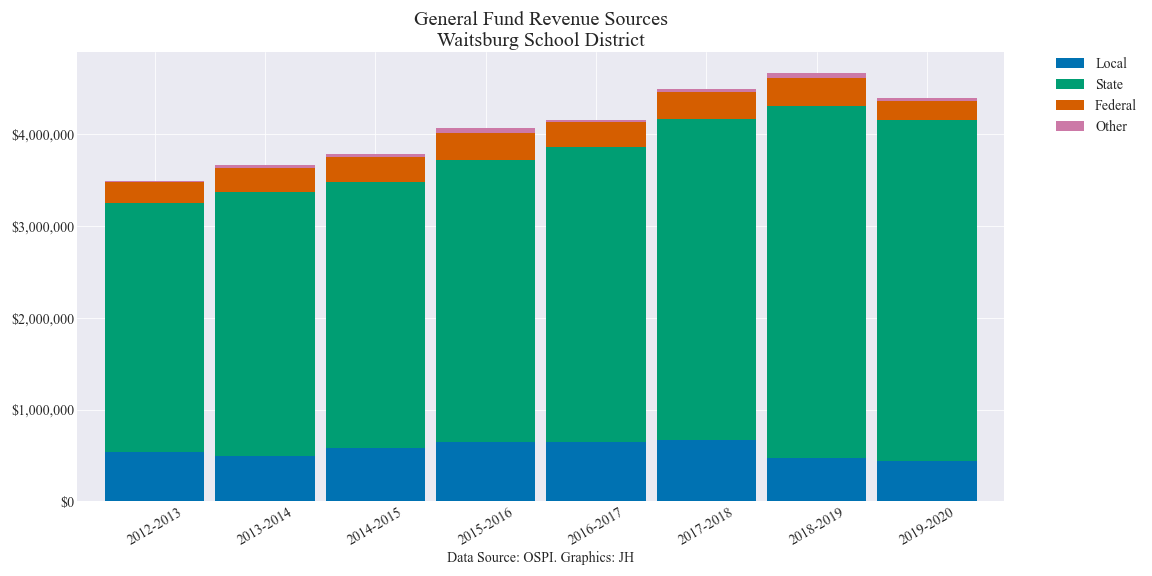 General Fund Revenue Sources
Waitsburg School District
Local
State
Federal
Other
$4,000,000
$3,000,000
$2,000,000
$1,000,000
$0
2012-2013
2013-2014
2014-2015
2015-2016
2016-2017
2017-2018
2018-2019
2019-2020
Data Source: OSPI. Graphics: JH